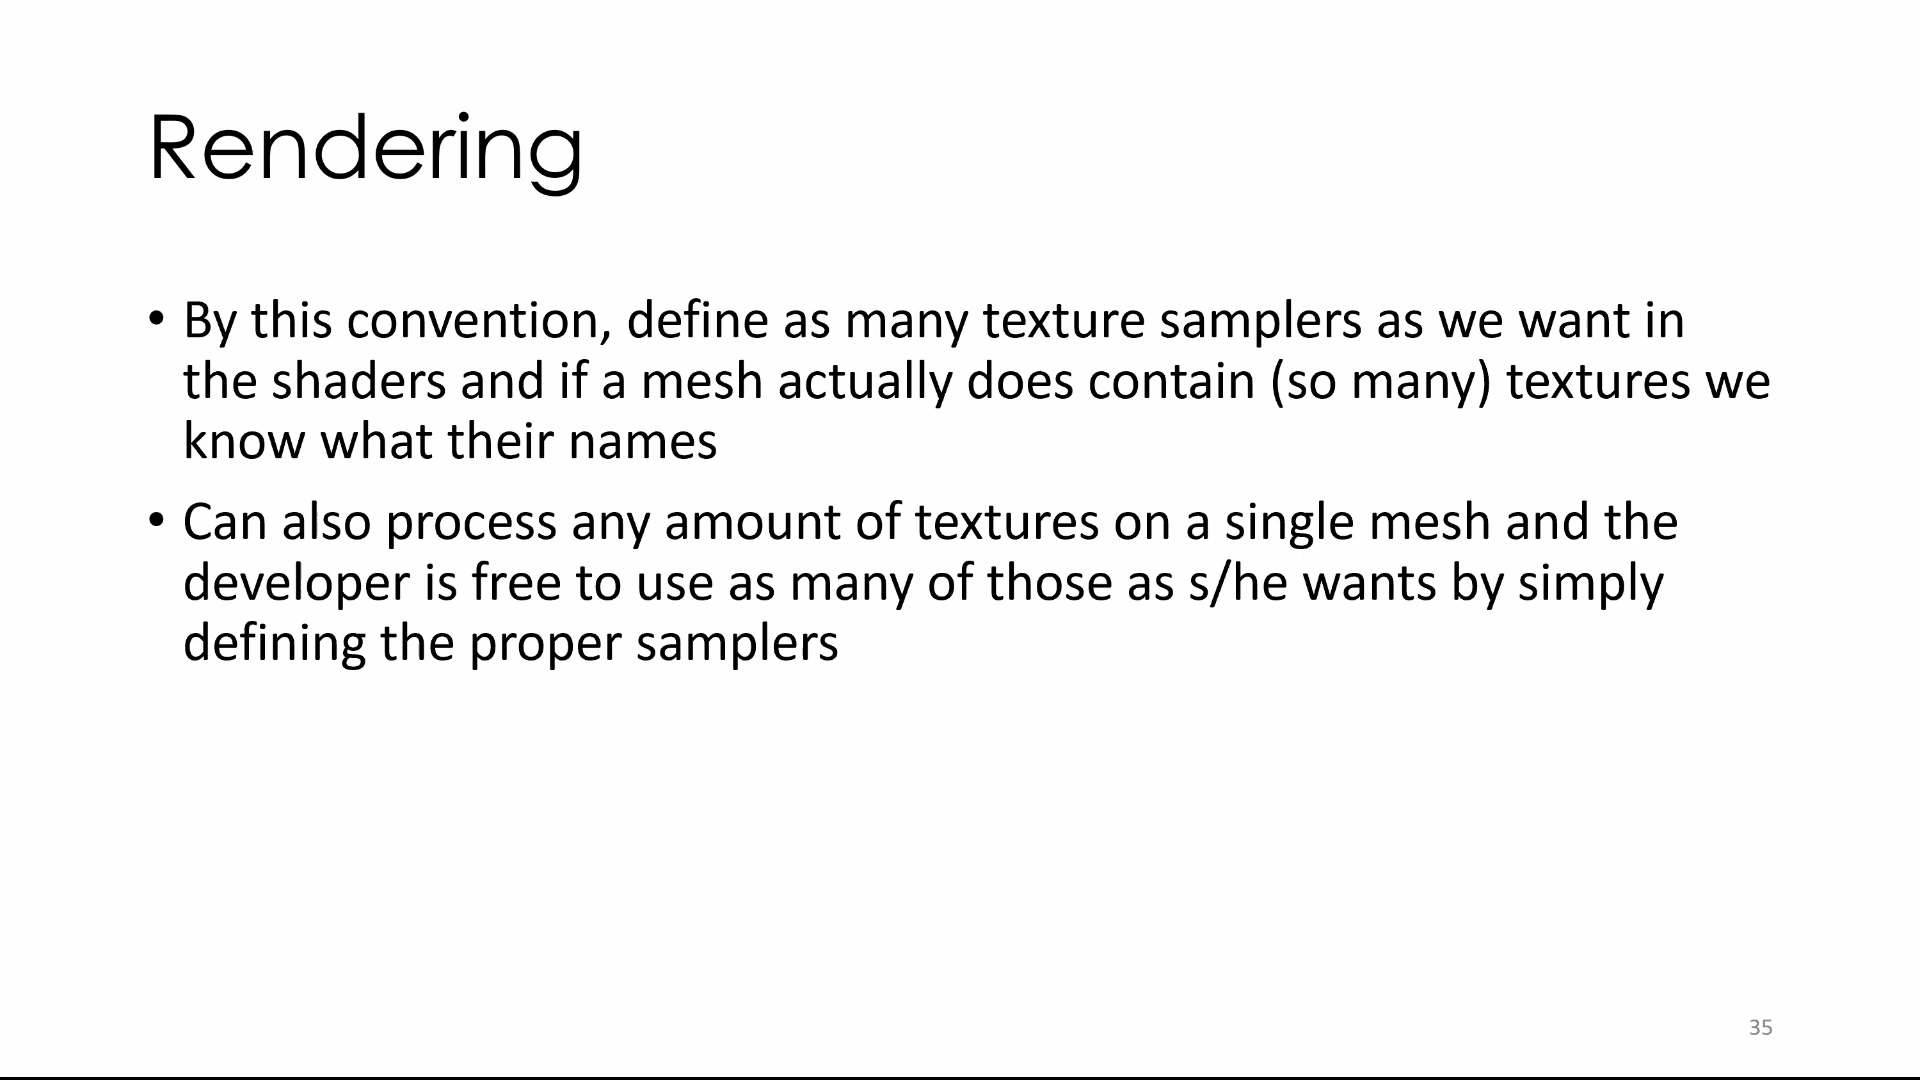 Rendering
• By this convention, define as many texture samplers as we want in
the shaders and if a mesh actually does contain (so many) textures we
know what their names
• Can also process any amount of textures on a single mesh and the
developer is free to use as many of those as s/he wants by simply
defining the proper samplers
35